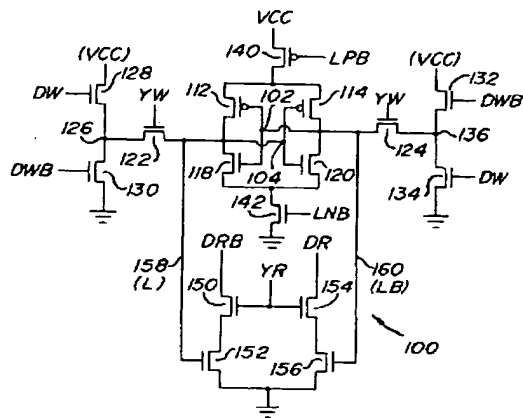 VCC
140
LPB
(VCC)
128
DW
YW
112
102
114
(VCC)
132
DWB
YW
126
122
124
136
118
104
120
DWB
130
134
DW
142
LNB
158
(L)
DRB
DR
150
YR
154
160
(LB)
152
156
100